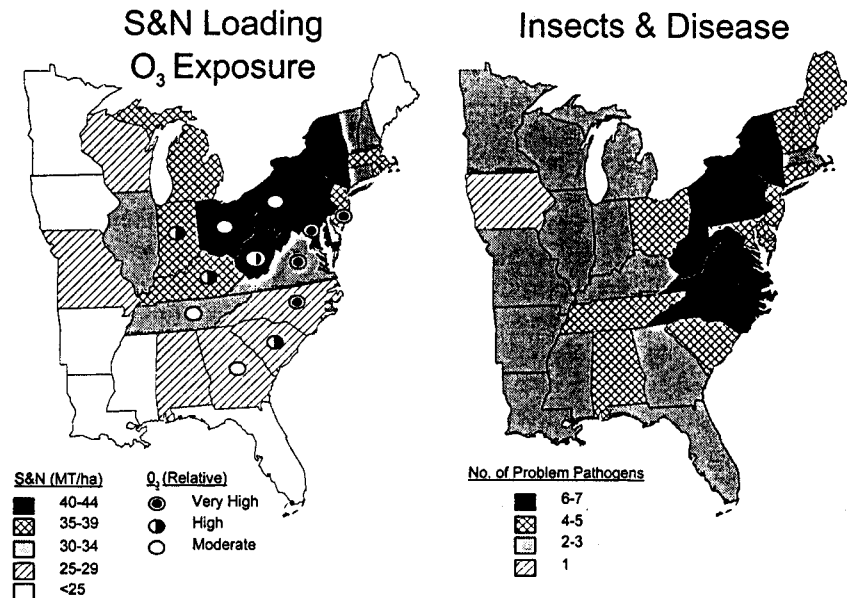 S&N Loading
O3 Exposure
S&N (MT/ha)
40-44
35-39
30-34
25-29
<25
03 (Relative)
Very High
High
Moderate
Insects & Disease
No. of Problem Pathogens
6-7
4-5
2-3
1